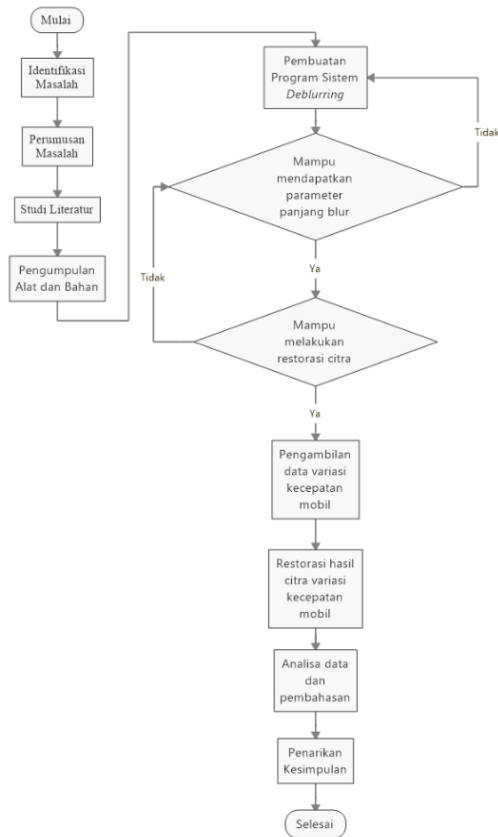 Mulai
Identifikasi
Masalah
Perumusan
Masalah
Studi Literatur
Pengumpulan
Alat dan Bahan
Pembuatan
Program Sistem
Deblurring
Tidak
Mampu
mendapatkan
parameter
panjang blur
Ya
Tidak
Mampu
melakukan
restorasi citra
Ya
Pengambilan
data variasi
kecepatan
mobil
Restorasi hasil
citra variasi
kecepatan
mobil
Analisa data
dan
pembahasan
Penarikan
Kesimpulan
Selesai